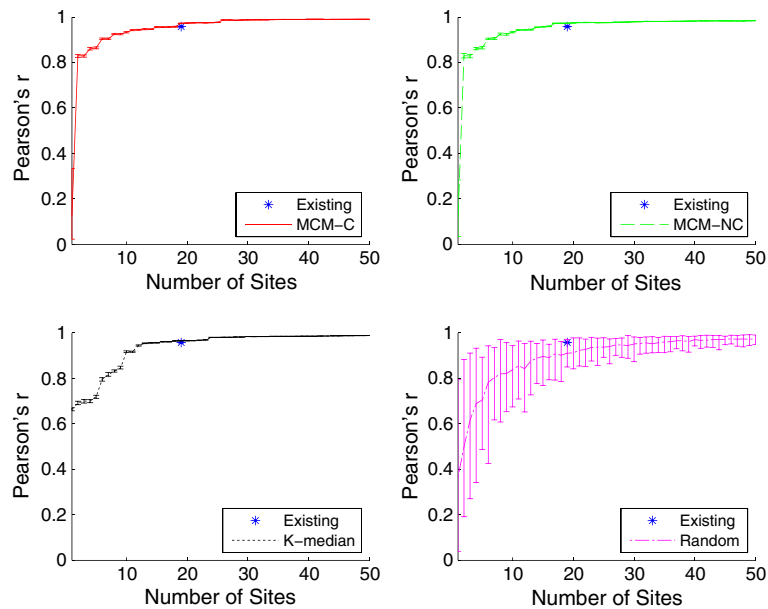 1
0.8
0.6
0.4
0.2
0
Pearson's r
10 20 30 40 50
Number of Sites
Existing
MCM-C
1
0.8
0.6
0.4
0.2
0
Pearson's r
10 20 30 40 50
Number of Sites
Existing
MCM-NC
1
0.8
0.6
0.4
0.2
0
Pearson's r
10 20 30 40 50
Number of Sites
Existing
K-median
1
0.8
0.6
0.4
0.2
0
Pearson's r
10 20 30 40 50
Number of Sites
Existing
Random